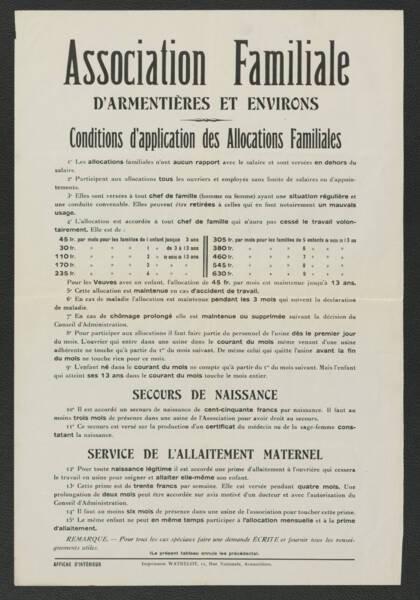 Association Familiale
D'ARMENTIÈRES ET ENVIRONS
Conditions d'application des Allocations Familiales
1° Les allocations familiales n'ont aucun rapport avec le salaire et sont versées en dehors du
salaire.
2° Participent aux allocations tous les ouvriers et employés sans limite de salaires ou d'appoin-
tements.
3° Elles sont versées à tout chef de famille (homme ou femme) ayant une situation régulière et
une conduite convenable. Elles peuvent être retirées à celles qui en font notoirement un mauvais
usage.
4° L'allocation est accordée à tout chef de famille qui n'aura pas cessé le travail volon-
tairement. Elle est de :
45 fr. par mois pour les familles de 1 enfant jusque 3 ans
30 fr. » » » 1 » de 3 à 13 ans
110 fr. » » » 2 » de moins de 13 ans
170 fr. » » » 3 » »
235 fr. » » » 4 » »
305 fr. par mois pour les familles de 5 enfants de moins de 13 ans
380 fr. » » » 6 » »
460 fr. » » » 7 » »
545 fr. » » » 8 » »
630 fr. » » » 9 » »
Pour les Veuves avec un enfant, l'allocation de 45 fr. par mois est maintenue jusqu'à 13 ans.
5° Cette allocation est maintenue en cas d'accident de travail.
6° En cas de maladie l'allocation est maintenue pendant les 3 mois qui suivent la déclaration
de maladie.
7° En cas de chômage prolongé elle est maintenue ou supprimée suivant la décision du
Conseil d'Administration.
8° Pour participer aux allocations il faut faire partie du personnel de l'usine dès le premier jour
du mois. L'ouvrier qui entre dans une usine dans le courant du mois même venant d'une usine
adhérente ne touche qu'à partir du 1er du mois suivant. De même celui qui quitte l'usine avant la fin
du mois ne touche rien pour ce mois.
9° L'enfant né dans le courant du mois ne compte qu'à partir du 1er du mois suivant. Mais l'enfant
qui atteint ses 13 ans dans le courant du mois touche le mois entier.
SECOURS DE NAISSANCE
10° Il est accordé un secours de naissance de cent-cinquante francs par naissance. Il faut au
moins trois mois de présence dans une usine de l'Association pour avoir droit au secours.
11° Ce secours est versé sur la production d'un certificat du médecin ou de la sage-femme cons-
tatant la naissance.
SERVICE DE L'ALLAITEMENT MATERNEL
12° Pour toute naissance légitime il est accordé une prime d'allaitement à l'ouvrière qui cessera
le travail en usine pour soigner et allaiter elle-même son enfant.
13° Cette prime est de trente francs par semaine. Elle est versée pendant quatre mois. Une
prolongation de deux mois peut être accordée sur avis motivé d'un docteur et avec l'autorisation du
Conseil d'Administration.
14° Il faut au moins six mois de présence dans une usine de l'association pour toucher cette prime.
15° Le même enfant ne peut en même temps participer à l'allocation mensuelle et à la prime
d'allaitement.
REMARQUE. — Pour tous les cas spéciaux faire une demande ÉCRITE et fournir tous les rensei-
gnements utiles.
(Le présent tableau annule les précédents).
AFFICHE D'INTÉRIEUR
Imprimerie WATRELOT, 11, Rue Nationale, Armentières.